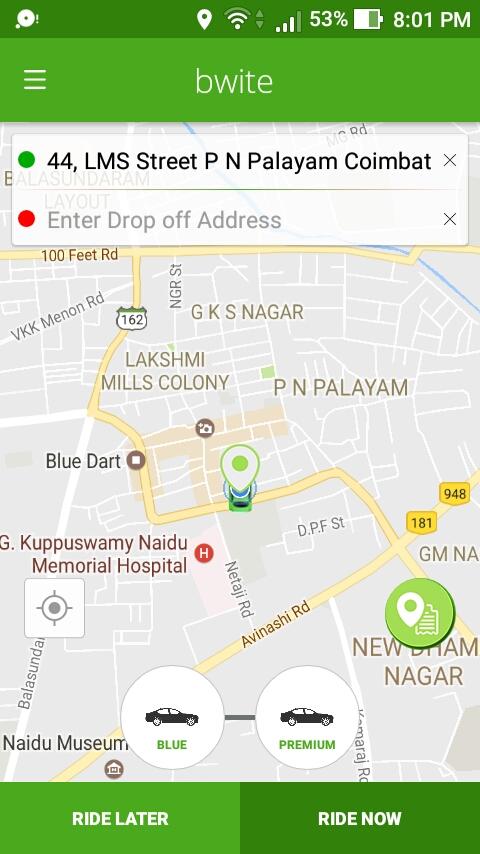 53% 8:01 PM
bwite
MG Rd
44, LMS Street P N Palayam Coimbat
BALASUNDARAM
LAYOUT
Enter Drop off Address
100 Feet Rd
NGR St
VKK Menon Rd
162
G K S NAGAR
LAKSHMI
MILLS COLONY
P N PALAYAM
Blue Dart
948
181
D.P.F St
G. Kuppuswamy Naidu
Memorial Hospital
H
GM NA
Netaji Rd
Avinashi Rd
NEW DHAM
NAGAR
Balasundar
Naidu Museum
Kamaraj Rd
BLUE
PREMIUM
RIDE LATER
RIDE NOW